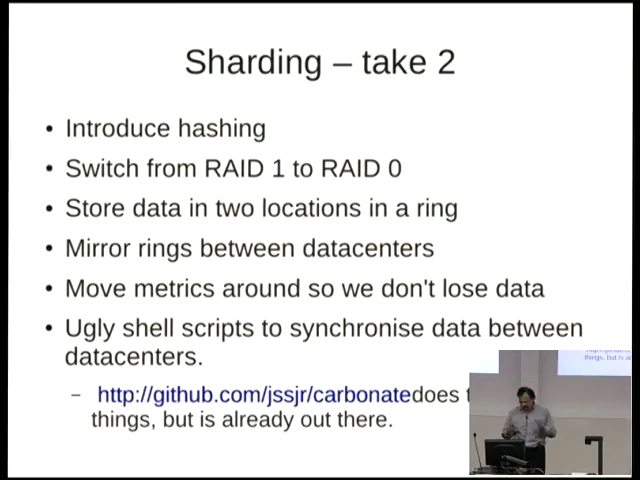 Sharding – take 2
• Introduce hashing
• Switch from RAID 1 to RAID 0
• Store data in two locations in a ring
• Mirror rings between datacenters
• Move metrics around so we don't lose data
• Ugly shell scripts to synchronise data between
datacenters.
– http://github.com/jssjr/carbonatedoes
things, but is already out there.